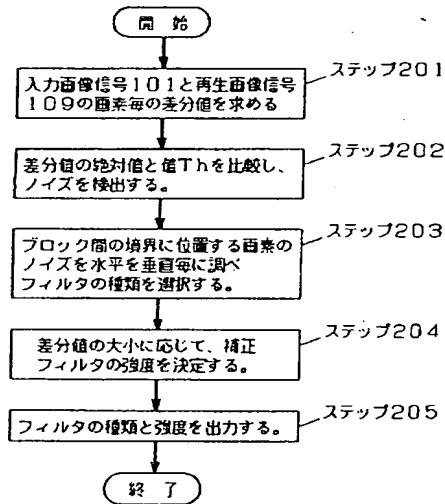 開 始
入力画像信号101と再生画像信号
109の画素毎の差分値を求める
ステップ201
差分値の絶対値と値Thを比較し、
ノイズを検出する。
ステップ202
ブロック間の境界に位置する画素の
ノイズを水平を垂直毎に調べ
フィルタの種類を選択する。
ステップ203
差分値の大小に応じて、補正
フィルタの強度を決定する。
ステップ204
フィルタの種類と強度を出力する。
ステップ205
終 了